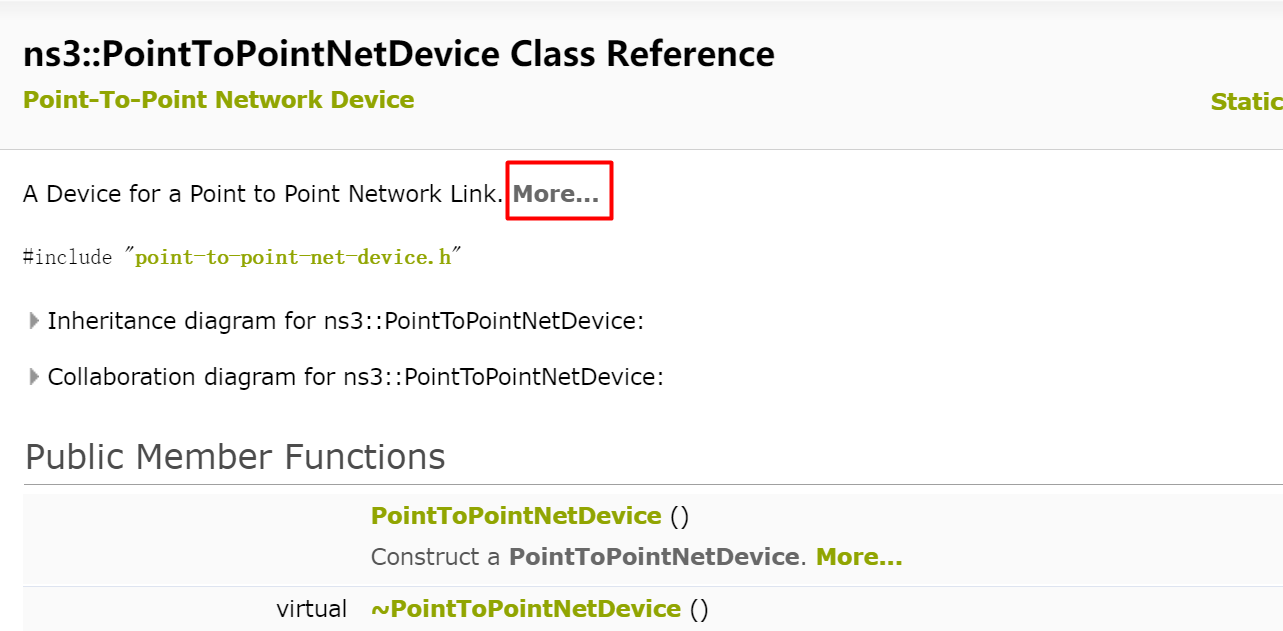 ns3::PointToPointNetDevice Class Reference
Point-To-Point Network Device
Static
A Device for a Point to Point Network Link. More...
#include "point-to-point-net-device.h"
Inheritance diagram for ns3::PointToPointNetDevice:
Collaboration diagram for ns3::PointToPointNetDevice:
Public Member Functions
PointToPointNetDevice ()
Construct a PointToPointNetDevice. More...
virtual ~PointToPointNetDevice ()